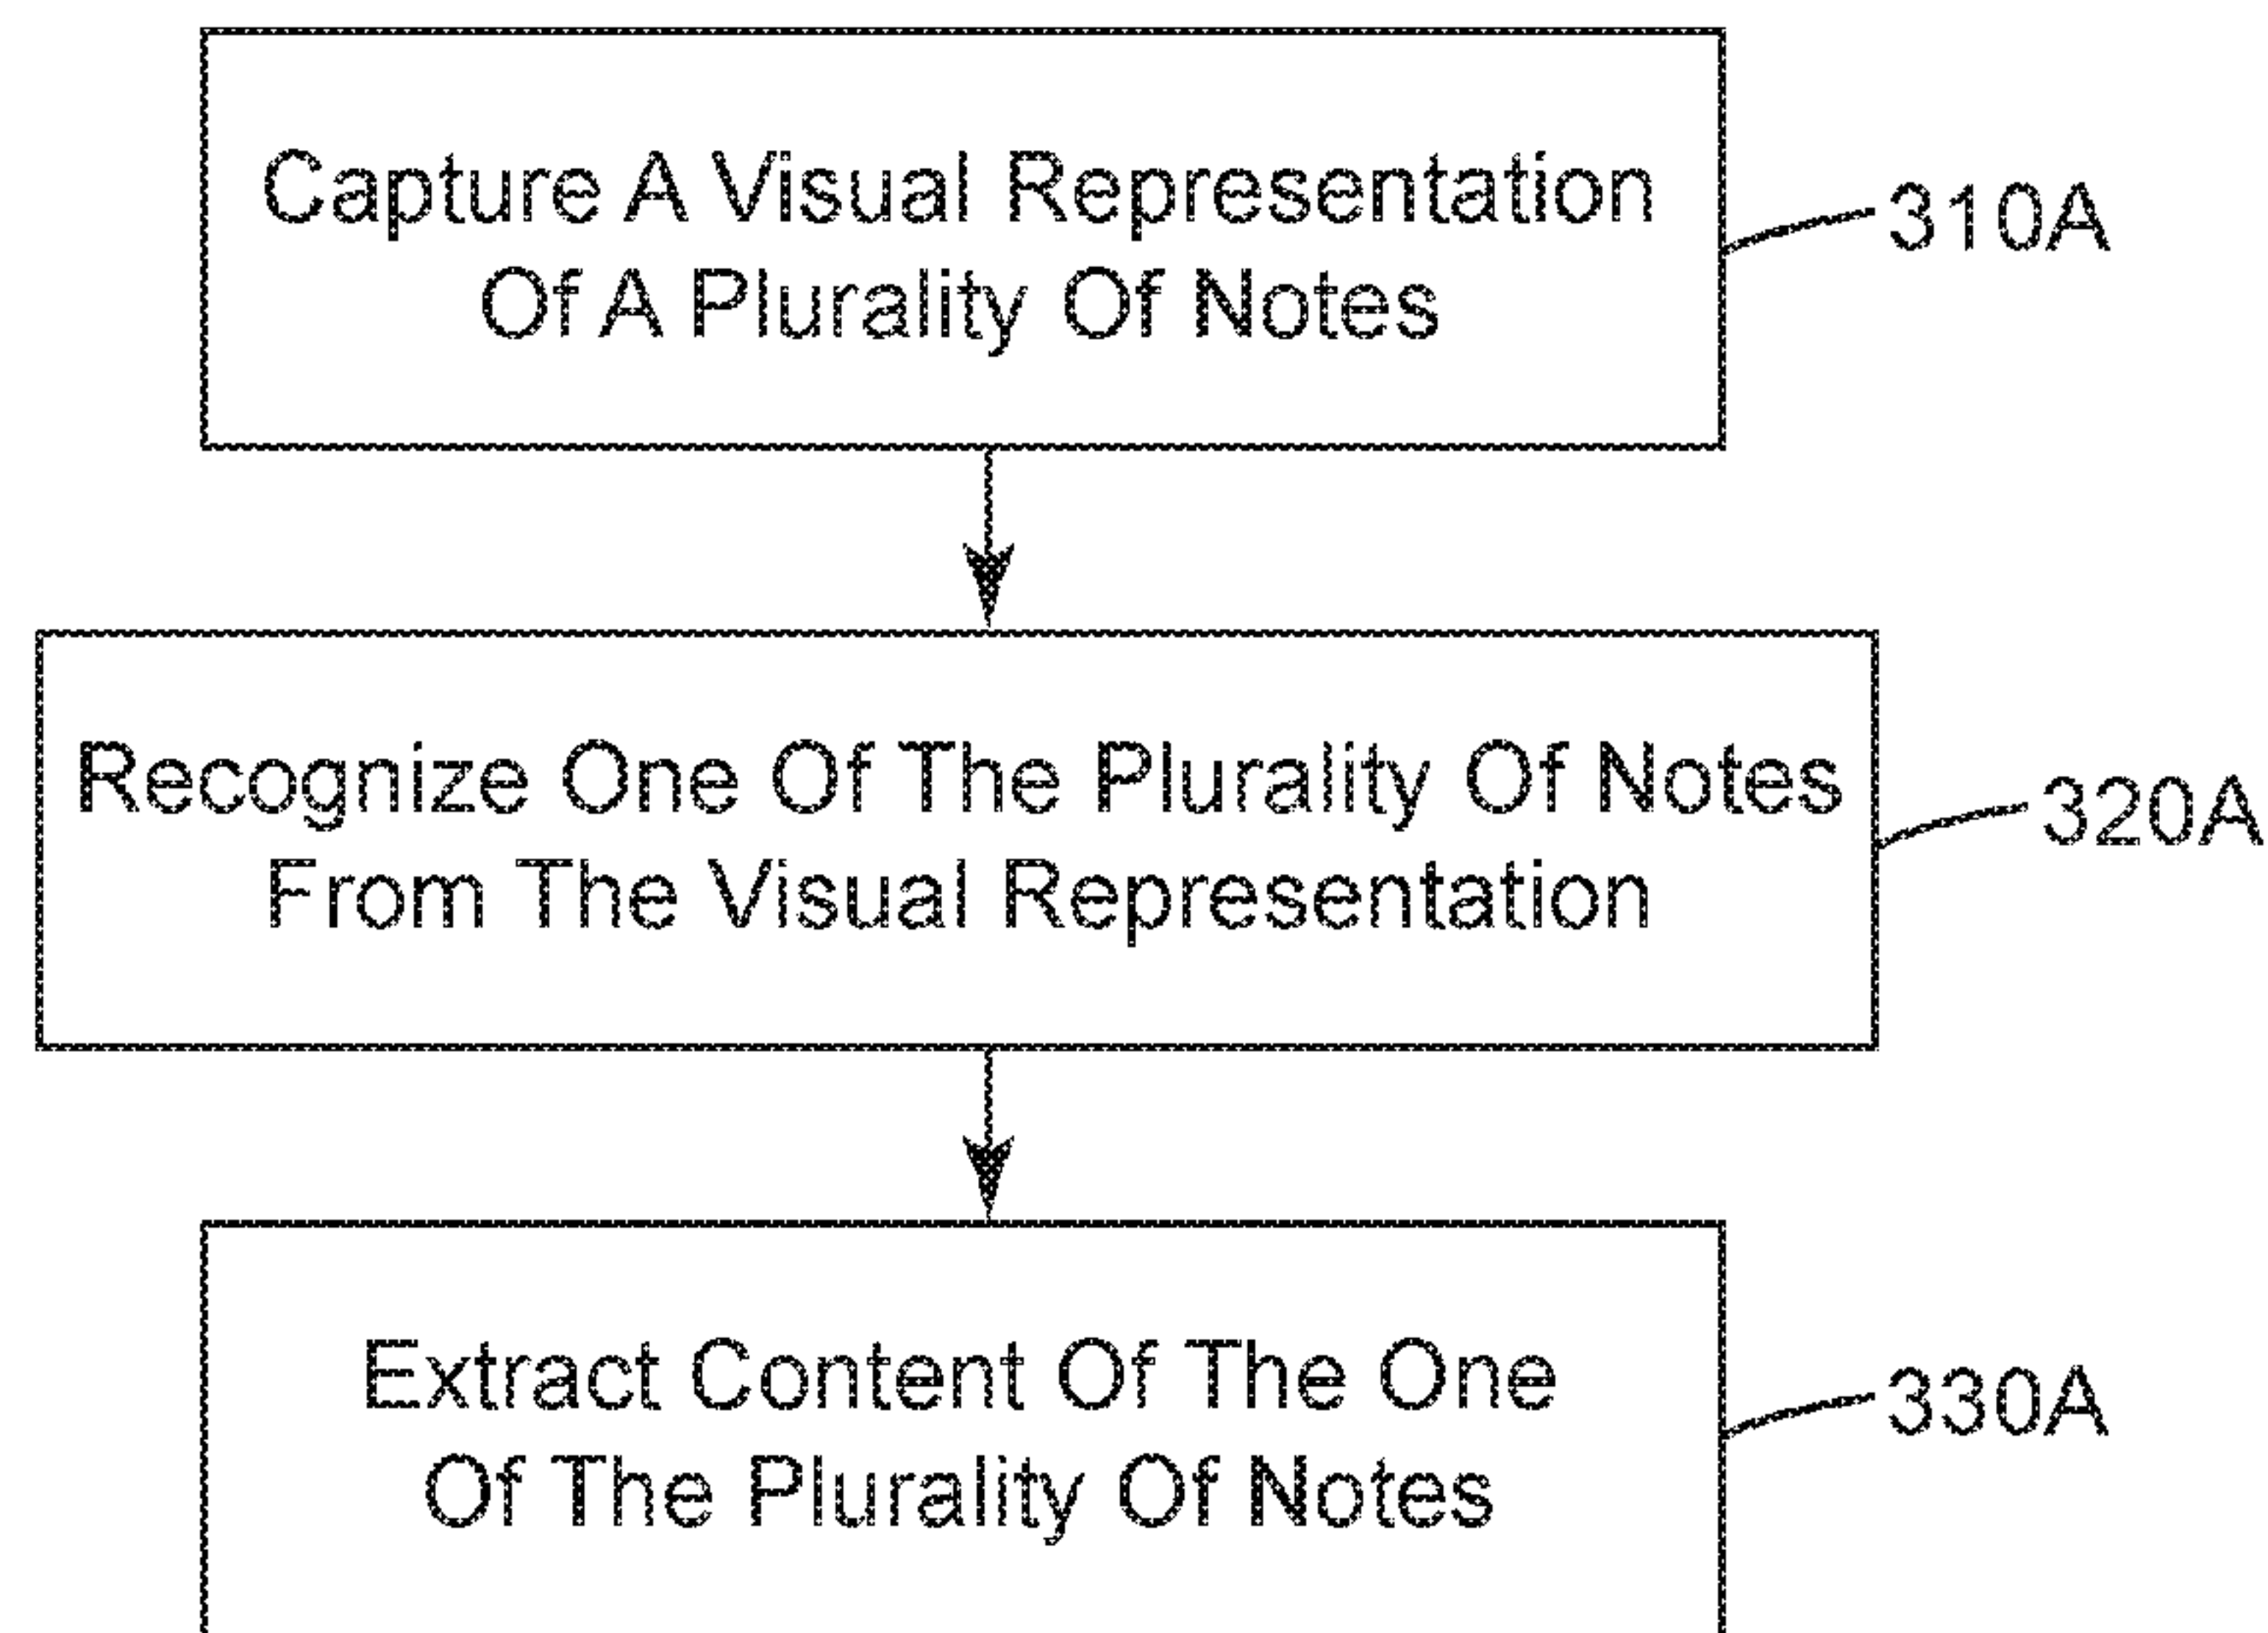 Capture A Visual Representation
Of A Plurality Of Notes
310A
Recognize One Of The Plurality Of Notes
From The Visual Representation
320A
Extract Content Of The One
Of The Plurality Of Notes
330A